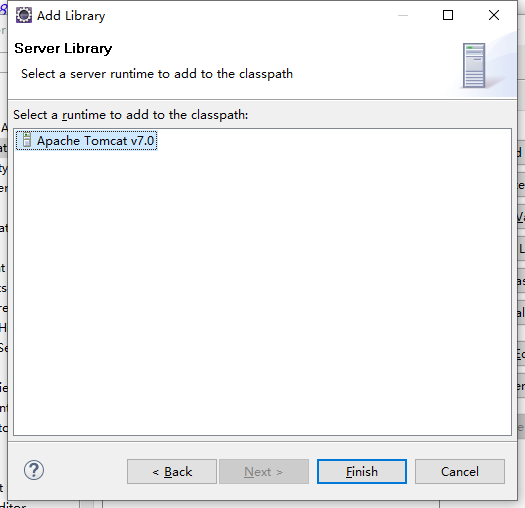 Add Library
Server Library
Select a server runtime to add to the classpath
Select a runtime to add to the classpath:
Apache Tomcat v7.0
?
< Back
Next >
Finish
Cancel